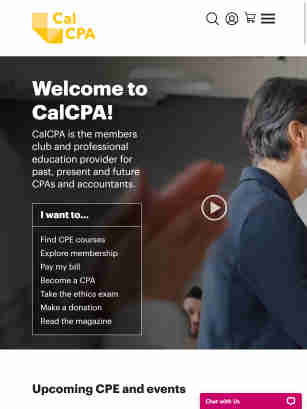 Cal
CPA
Welcome to
CalCPA!
CalCPA is the members
club and professional
education provider for
past, present and future
CPAs and accountants.
I want to...
Find CPE courses
Explore membership
Pay my bill
Become a CPA
Take the ethics exam
Make a donation
Read the magazine
Upcoming CPE and events
Chat with Us